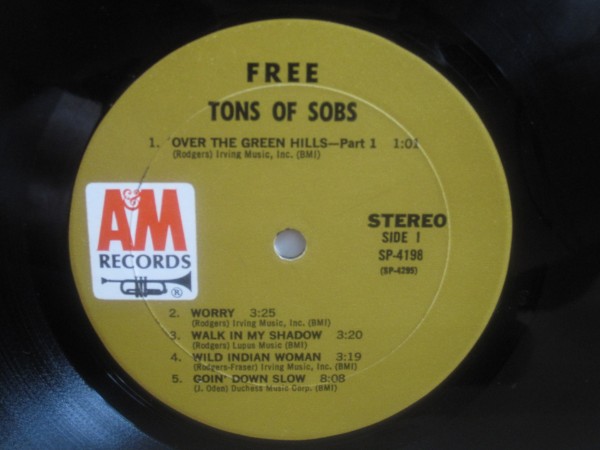 FREE
TONS OF SOBS
1. OVER THE GREEN HILLS—Part 1 1:01
(Rodgers) Irving Music, Inc. (BMI)
A&M
RECORDS
®
STEREO
SIDE 1
SP-4198
(SP-4295)
2. WORRY 3:25
(Rodgers) Irving Music, Inc. (BMI)
3. WALK IN MY SHADOW 3:20
(Rodgers) Lupus Music (BMI)
4. WILD INDIAN WOMAN 3:19
(Rodgers-Fraser) Irving Music, Inc. (BMI)
5. GOIN' DOWN SLOW 8:08
(J. Oden) Duchess Music Corp. (BMI)